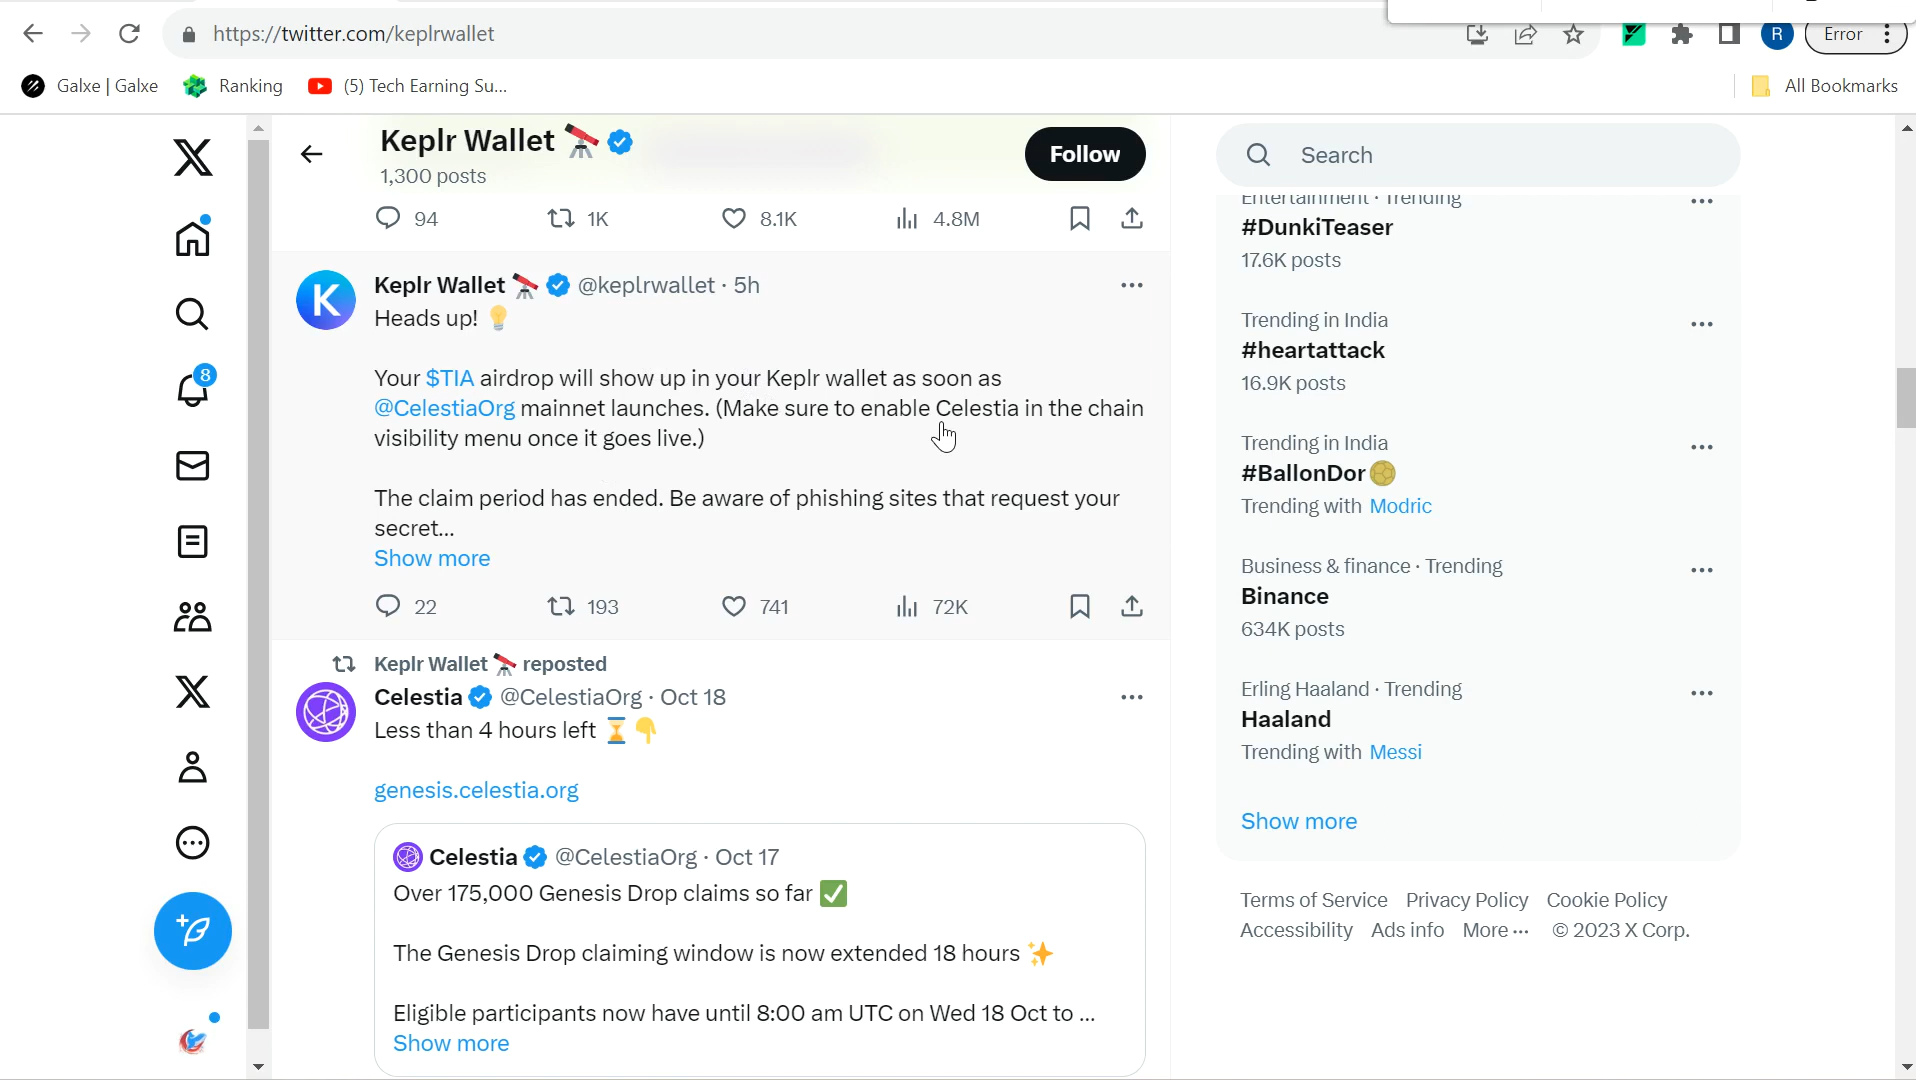 https://twitter.com/keplrwallet
R
Error
Galxe | Galxe
Ranking
(5) Tech Earning Su...
All Bookmarks
Keplr Wallet
1,300 posts
Follow
94
1K
8.1K
4.8M
K
Keplr Wallet @keplrwallet · 5h
Heads up!
Your $TIA airdrop will show up in your Keplr wallet as soon as
@CelestiaOrg mainnet launches. (Make sure to enable Celestia in the chain
visibility menu once it goes live.)
The claim period has ended. Be aware of phishing sites that request your
secret...
Show more
22
193
741
72K
Keplr Wallet reposted
Celestia @CelestiaOrg · Oct 18
Less than 4 hours left
genesis.celestia.org
Celestia @CelestiaOrg · Oct 17
Over 175,000 Genesis Drop claims so far
The Genesis Drop claiming window is now extended 18 hours
Eligible participants now have until 8:00 am UTC on Wed 18 Oct to ...
Show more
8
Search
Entertainment · Trending
#DunkiTeaser
17.6K posts
Trending in India
#heartattack
16.9K posts
Trending in India
#BallonDor
Trending with Modric
Business & finance · Trending
Binance
634K posts
Erling Haaland · Trending
Haaland
Trending with Messi
Show more
Terms of Service Privacy Policy Cookie Policy
Accessibility Ads info More ··· © 2023 X Corp.